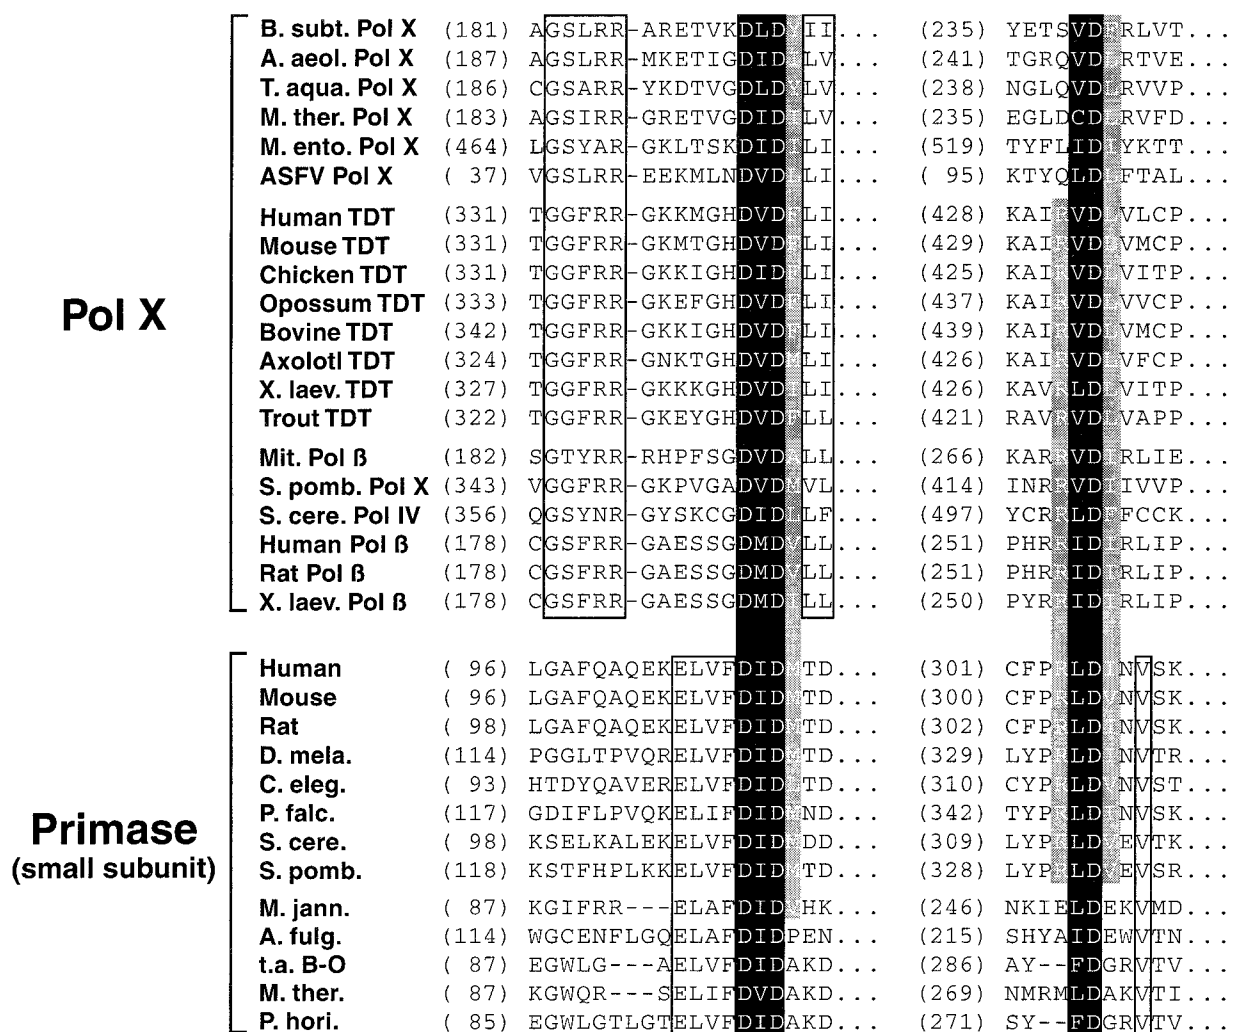 B. subt. Pol X (181) AGSLRR-ARETVKDLDYII... (235) YETSVDFRLVT...
A. aeol. Pol X (187) AGSLRR-MKETIGDIDILV... (241) TGRQVDLRTVE...
T. aqua. Pol X (186) CGSARR-YKDTVGDLDYLV... (238) NGLQVDLRVVP...
M. ther. Pol X (183) AGSIRR-GRETVGDIDILV... (235) EGLDCDLRVFD...
M. ento. Pol X (464) LGSYAR-GKLTSKDIDILI... (519) TYFLIDIYKTT...
ASFV Pol X ( 37) VGSLRR-EEKMLNDVDLLI... ( 95) KTYQLDLFTAL...
Human TDT (331) TGGFRR-GKKMGHDVDFLI... (428) KAIRVDLVLCP...
Mouse TDT (331) TGGFRR-GKMTGHDVDFLI... (429) KAIRVDLVMCP...
Chicken TDT (331) TGGFRR-GKKIGHDIDFLI... (425) KAIRVDLVITP...
Opossum TDT (333) TGGFRR-GKEFGHDVDFLI... (437) KAIRVDLVVCP...
Pol X
Bovine TDT (342) TGGFRR-GKKIGHDVDFLI... (439) KAIRVDLVMCP...
Axolotl TDT (324) TGGFRR-GNKTGHDVDMLI... (426) KAIRVDLVFCP...
X. laev. TDT (327) TGGFRR-GKKKGHDVDILI... (426) KAVRLDLVITP...
Trout TDT (322) TGGFRR-GKEYGHDVDFLL... (421) RAVRVDLVAPP...
Mit. Pol ß (182) SGTYRR-RHPFSGDVDALL... (266) KARRVDIRLIE...
S. pomb. Pol X (343) VGGFRR-GKPVGADVDMVL... (414) INRRVDIIVVP...
S. cere. Pol IV (356) QGSYNR-GYSKCGDIDLLF... (497) YCRRLDFFCCK...
Human Pol ß (178) CGSFRR-GAESSGDMDVLL... (251) PHRRIDIRLIP...
Rat Pol ß (178) CGSFRR-GAESSGDMDVLL... (251) PHRRIDIRLIP...
X. laev. Pol ß (178) CGSFRR-GAESSGDMDILL... (250) PYRRIDIRLIP...
Human ( 96) LGAFQAQEKELVFDIDMTD... (301) CFPRLDINVSK...
Mouse ( 96) LGAFQAQEKELVFDIDMTD... (300) CFPRLDVNVSK...
Rat ( 98) LGAFQAQEKELVFDIDMTD... (302) CFPRLDVNVSK...
D. mela. (114) PGGLTPVQRELVFDIDMTD... (329) LYPRLDINVTR...
C. eleg. ( 93) HTDYQAVERELVFDIDLTD... (310) CYPRLDVNVST...
P. falc. (117) GDIFLPVQKELIFDIDMND... (342) TYPRLDINVSK...
Primase
(small subunit)
S. cere. ( 98) KSELKALEKELVFDIDMDD... (309) LYPRLDVEVTK...
S. pomb. (118) KSTFHPLKKELVFDIDMTD... (328) LYPRLDVEVSR...
M. jann. ( 87) KGIFRR---ELAFDIDVHK... (246) NKIELDEKVMD...
A. fulg. (114) WGCENFLGQELAFDIDPEN... (215) SHYAIDEWVTN...
t.a. B-O ( 87) EGWLG---AELVFDIDAKD... (286) AY--FDGRVTV...
M. ther. ( 87) KGWQR---SELIFDVDAKD... (269) NMRMLDAKVTI...
P. hori. ( 85) EGWLGTLGTELVFDIDAKD... (271) SY--FDGRVTV...